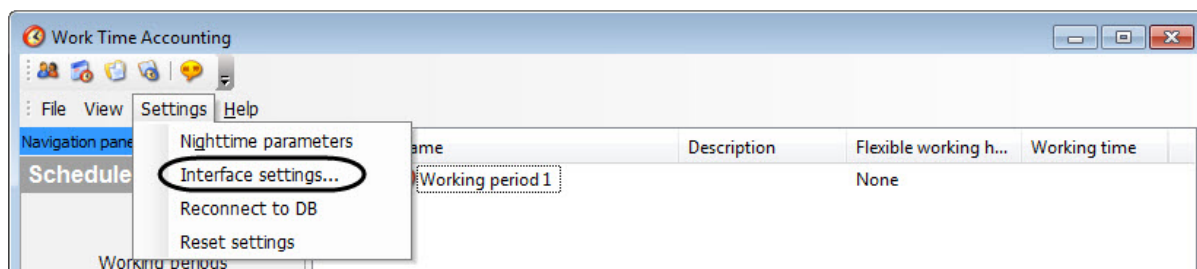 Work Time Accounting
File View Settings Help
Navigation pane
Nighttime parameters
ame Description Flexible working h... Working time
Schedule
Interface settings...
Working period 1 None
Reconnect to DB
Reset settings
Working periods